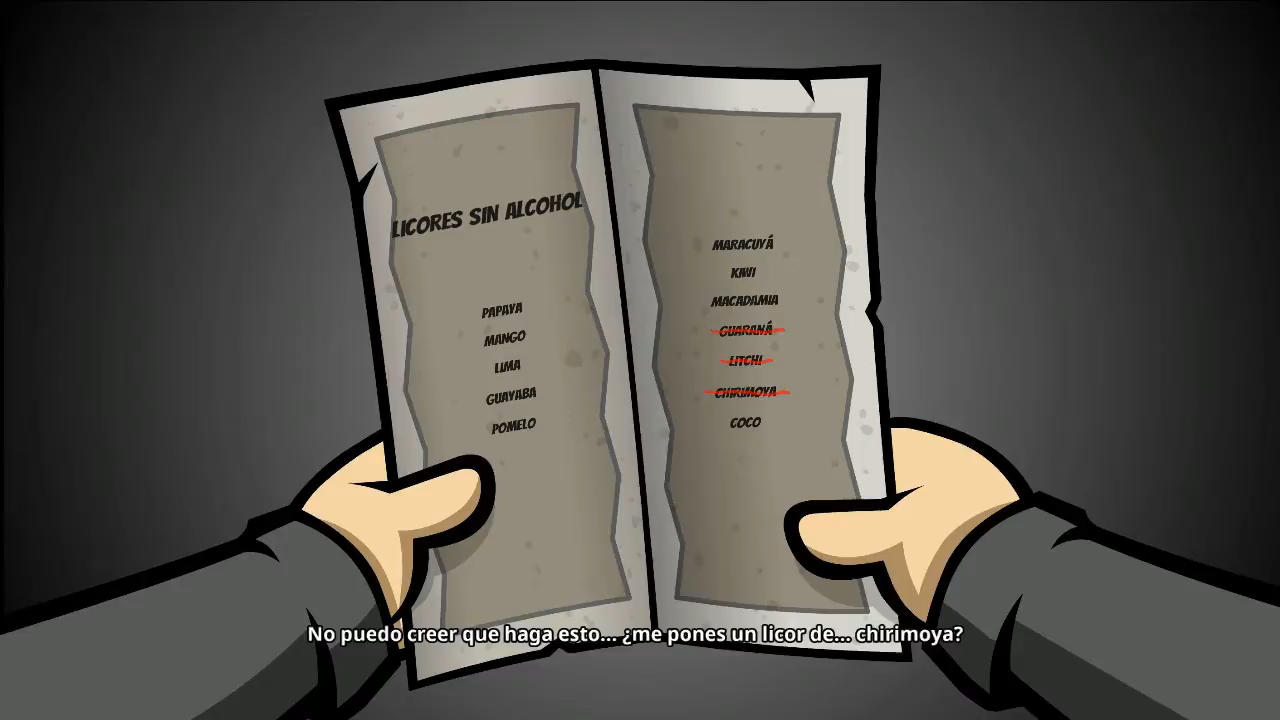 LICORES SIN ALCOHOL
PAPAYA
MANGO
LIMA
GUAYABA
POMELO
MARACUYÁ
KIWI
MACADAMIA
GUARANÁ
LITCHI
CHIRIMOYA
COCO
No puedo creer que haga esto... ¿me pones un licor de... chirimoya?